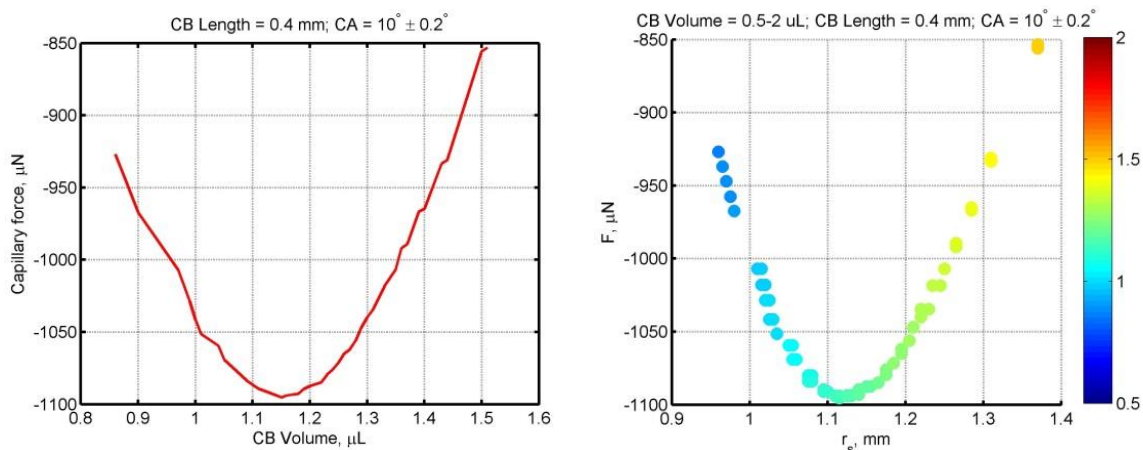 CB Length = 0.4 mm; CA = 10° ± 0.2°
-850
-900
-950
-1000
-1050
-1100
Capillary force, μN
0.8 0.9 1 1.1 1.2 1.3 1.4 1.5 1.6
CB Volume, μL
CB Volume = 0.5-2 uL; CB Length = 0.4 mm; CA = 10° ± 0.2°
-850
-900
-950
-1000
-1050
-1100
F, μN
0.9 1 1.1 1.2 1.3 1.4
r_s, mm
2
1.5
1
0.5